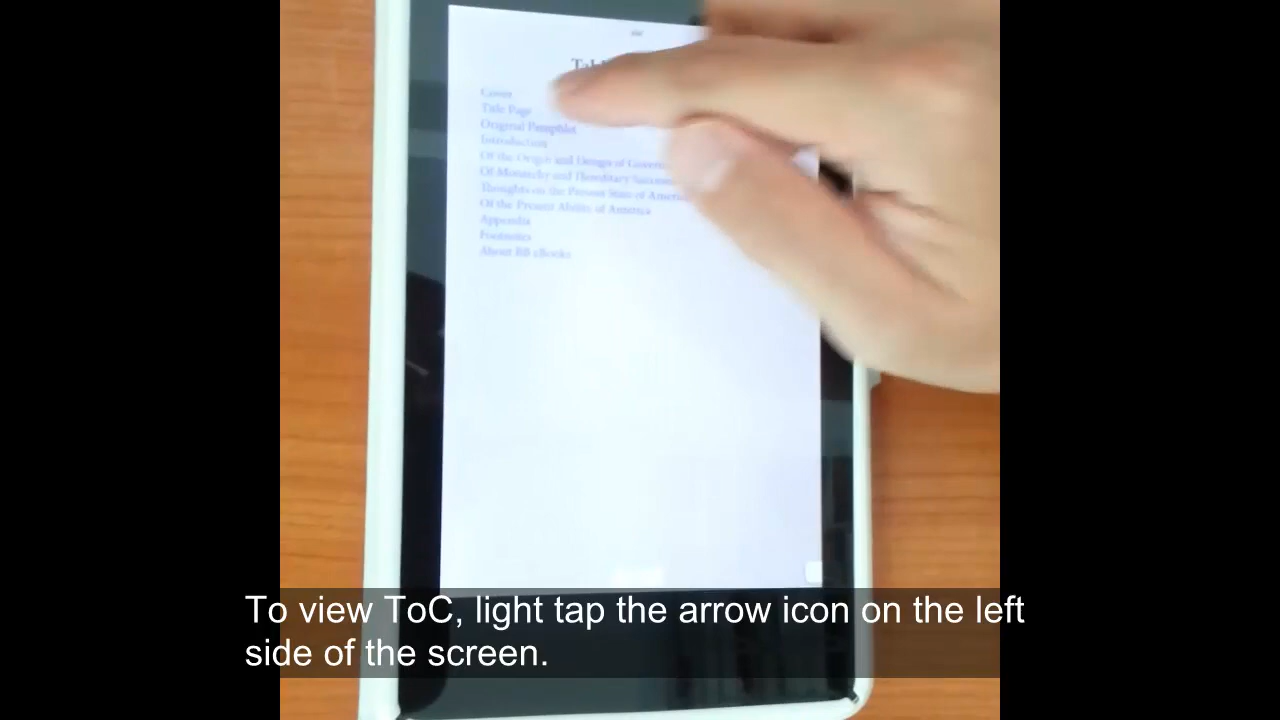 Cover
Title Page
Original Pamphlet
Introduction
Of the Origin and Design of
Of Monarchy and Hereditary
Thoughts on the Present State of
Of the Present Ability of America
Appendix
Footnotes
About BB eBooks
To view ToC, light tap the arrow icon on the left
side of the screen.